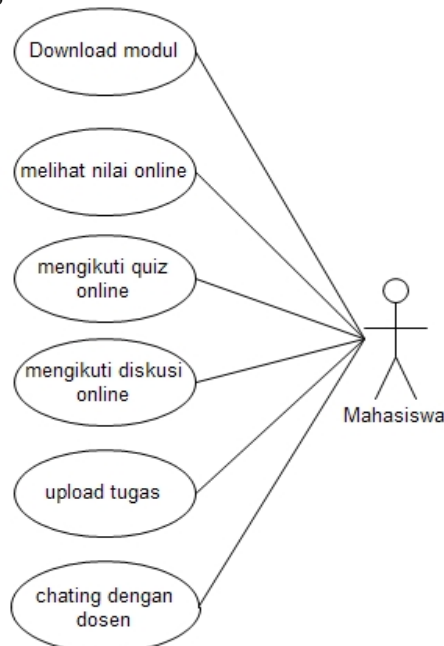 Download modul
melihat nilai online
mengikuti quiz
online
mengikuti diskusi
online
upload tugas
chating dengan
dosen
Mahasiswa